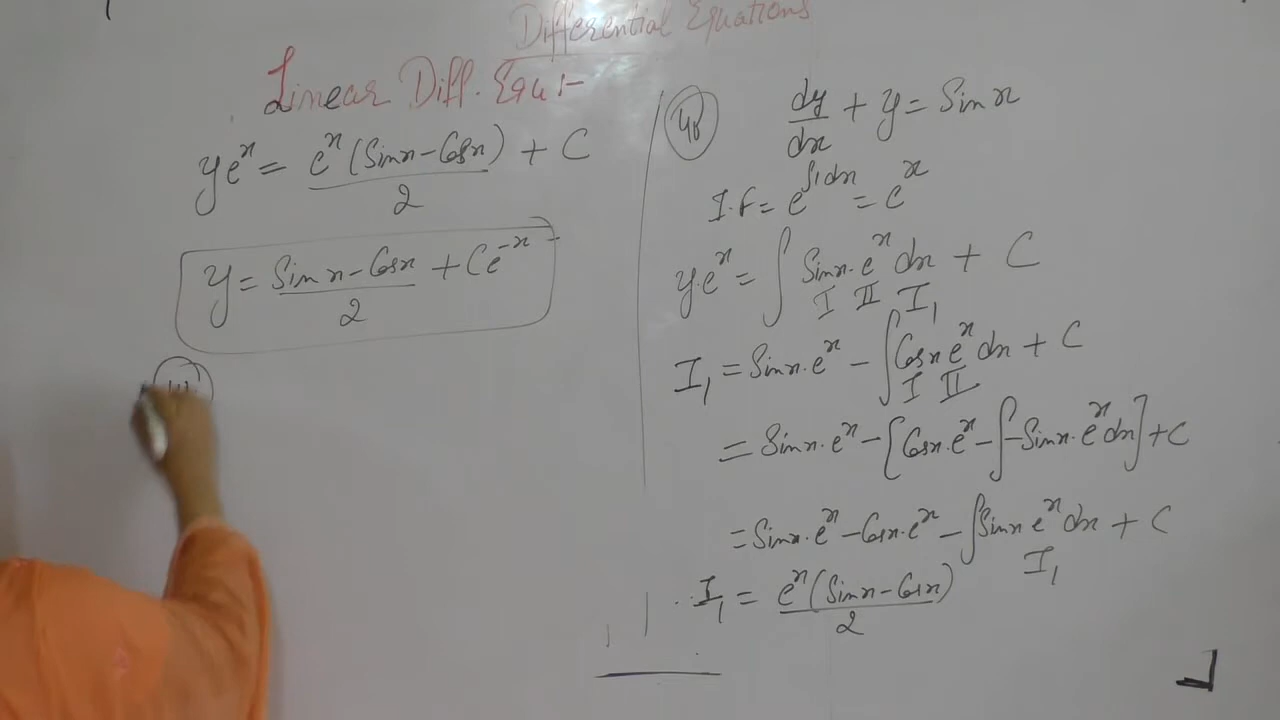 Differential Equations
Linear Diff. Equ :-
ye^x = e^x (Sinx - Cosx) / 2 + C
y = Sinx - Cosx / 2 + Ce^-x
dy/dx + y = Sinx
I.F = e^∫1dx = e^x
y.e^x = ∫ Sinx. e^x dx + C
I II I₁
I₁ = Sinx. e^x - ∫ Cosx e^x dx + C
I II
= Sinx. e^x - [Cosx. e^x - ∫ -Sinx. e^x dx] + C
= Sinx. e^x - Cosx. e^x - ∫ Sinx e^x dx + C
I₁
I₁ = e^x (Sinx - Cosx) / 2